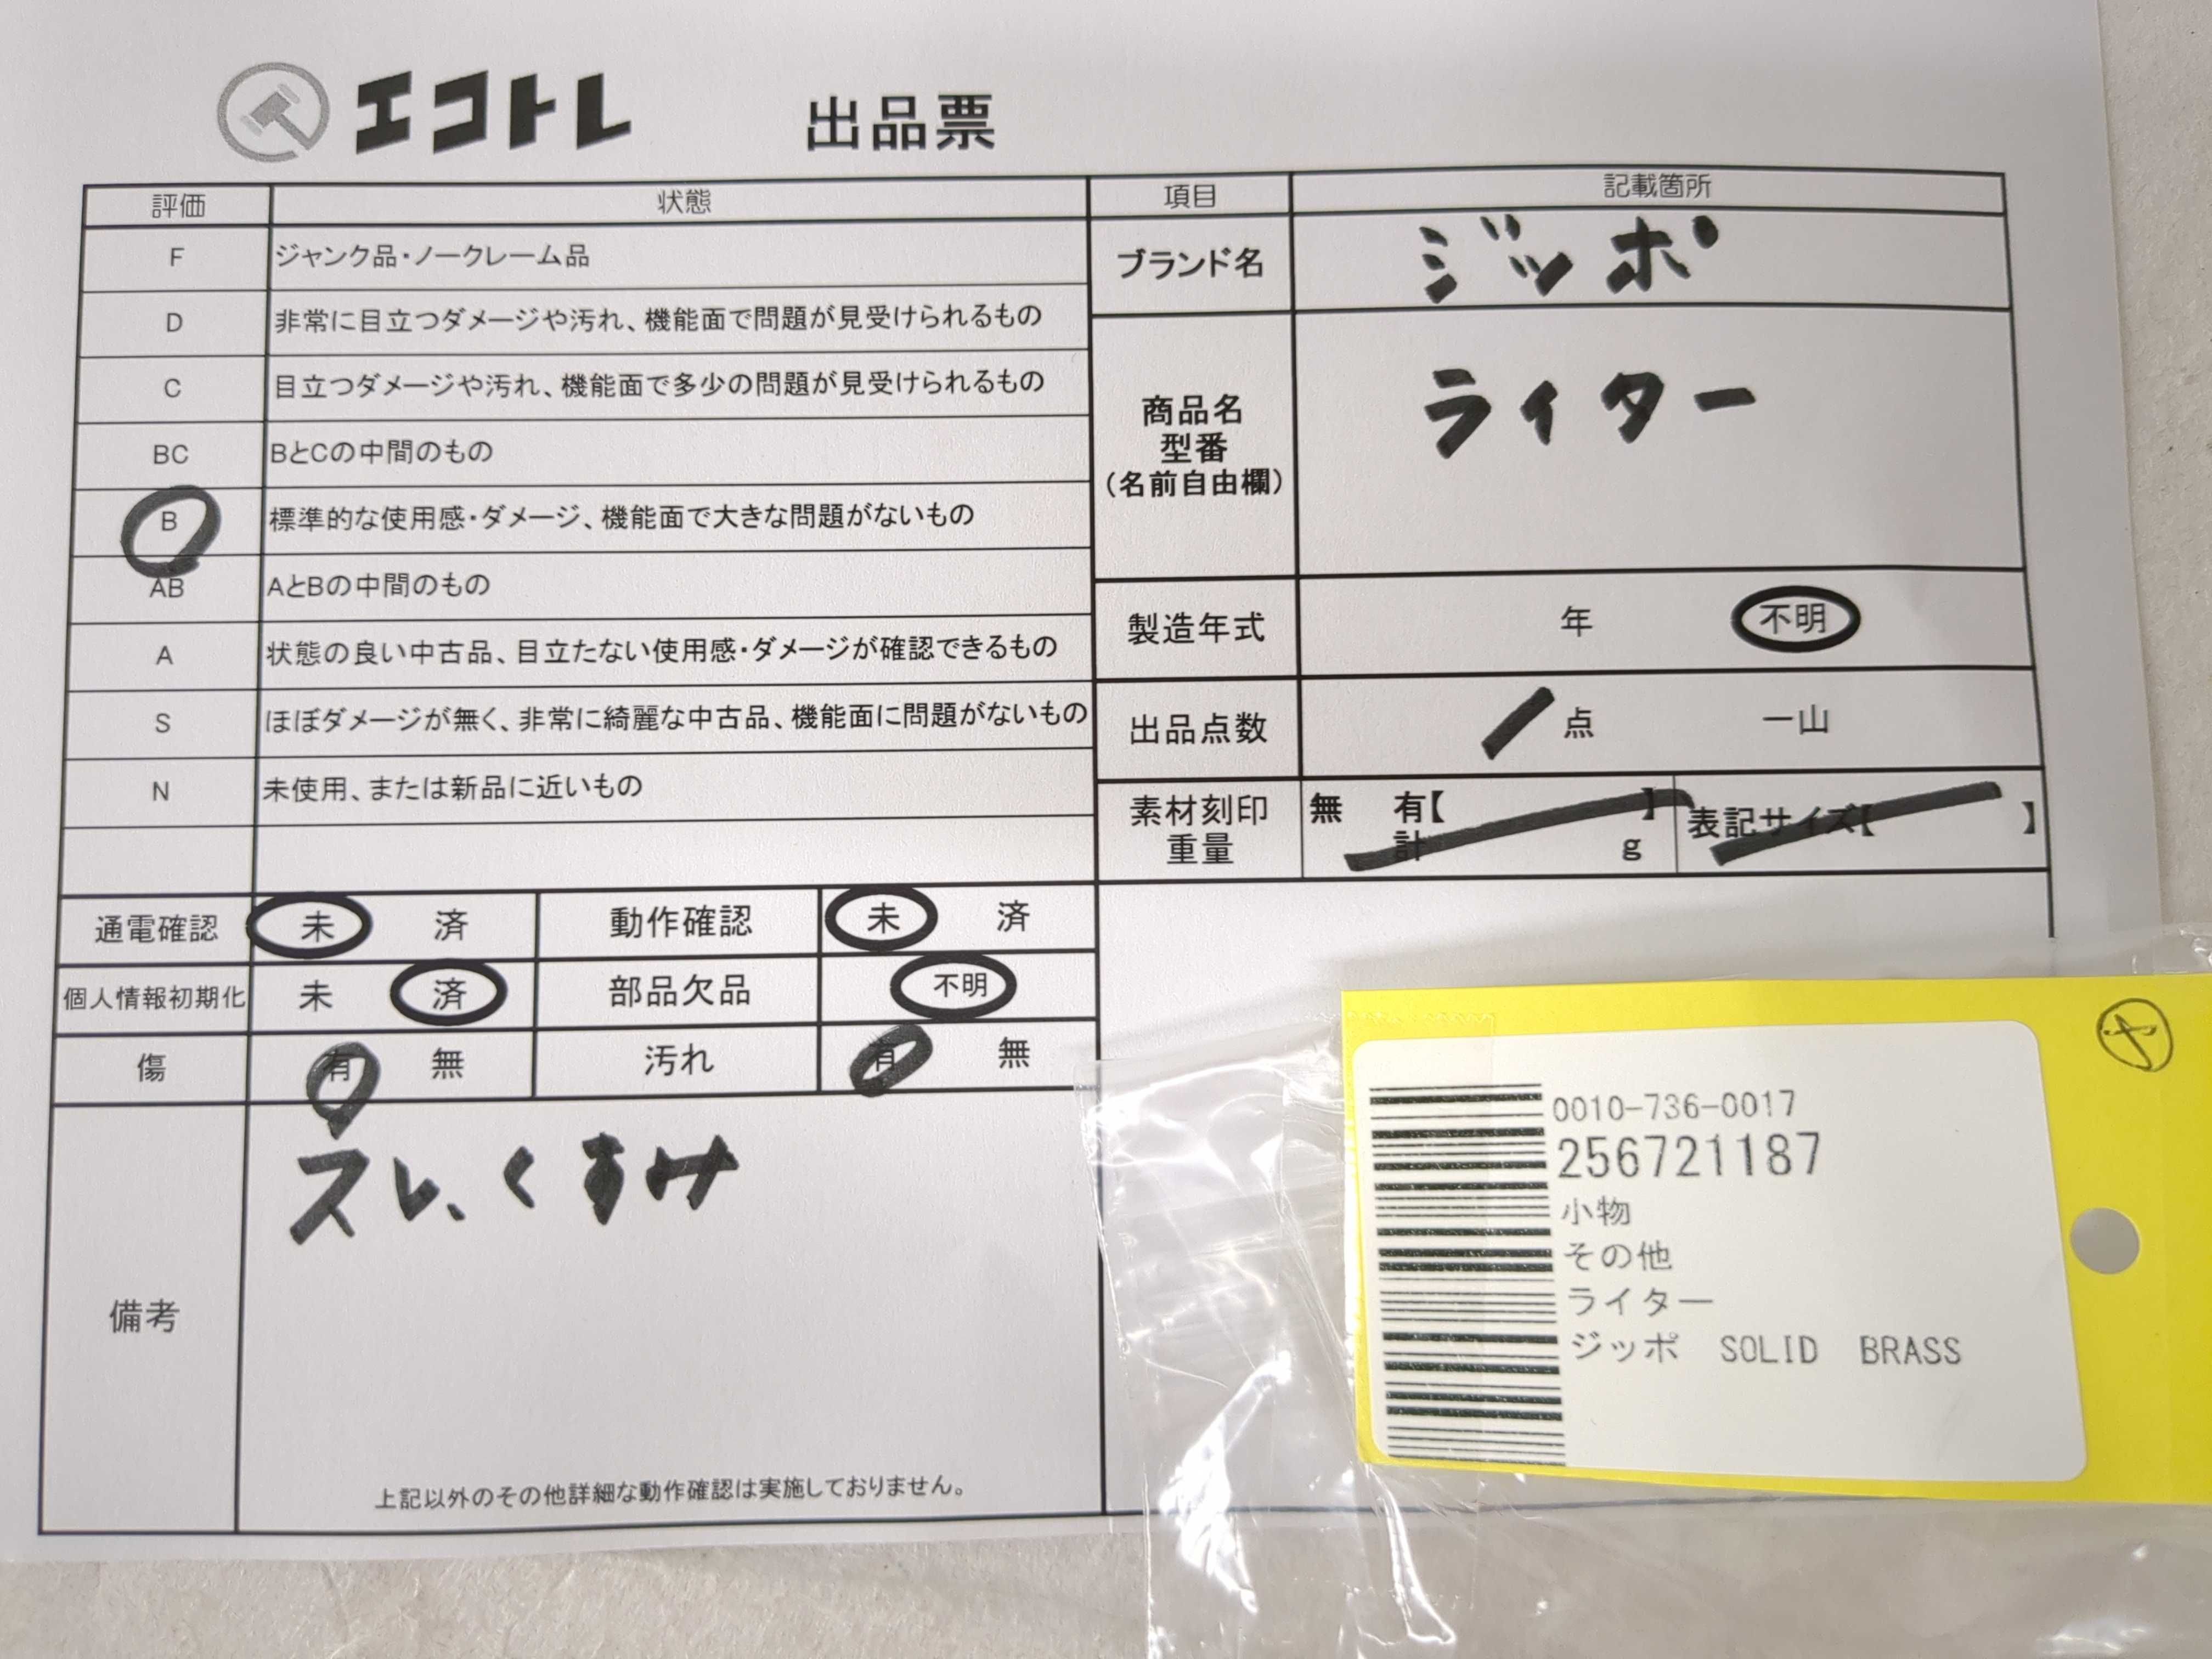 エコトレ 出品票
評価 状態 項目 記載箇所
F ジャンク品・ノークレーム品
D 非常に目立つダメージや汚れ、機能面で問題が見受けられるもの
C 目立つダメージや汚れ、機能面で多少の問題が見受けられるもの
BC BとCの中間のもの
B 標準的な使用感・ダメージ、機能面で大きな問題がないもの
AB AとBの中間のもの
A 状態の良い中古品、目立たない使用感・ダメージが確認できるもの
S ほぼダメージが無く、非常に綺麗な中古品、機能面に問題がないもの
N 未使用、または新品に近いもの
ブランド名 ジッポ
商品名
型番
(名前自由欄)
ライター
製造年式 年 不明
出品点数 1 点 一山
素材刻印 無 有【 】 表記サイズ【 】
重量 計 g
通電確認 未 済 動作確認 未 済
個人情報初期化 未 済 部品欠品 不明
傷 有 無 汚れ 有 無
備考
スレ、くすけ
上記以外のその他詳細な動作確認は実施しておりません。
0010-736-0017
256721187
小物
その他
ライター
ジッポ SOLID BRASS